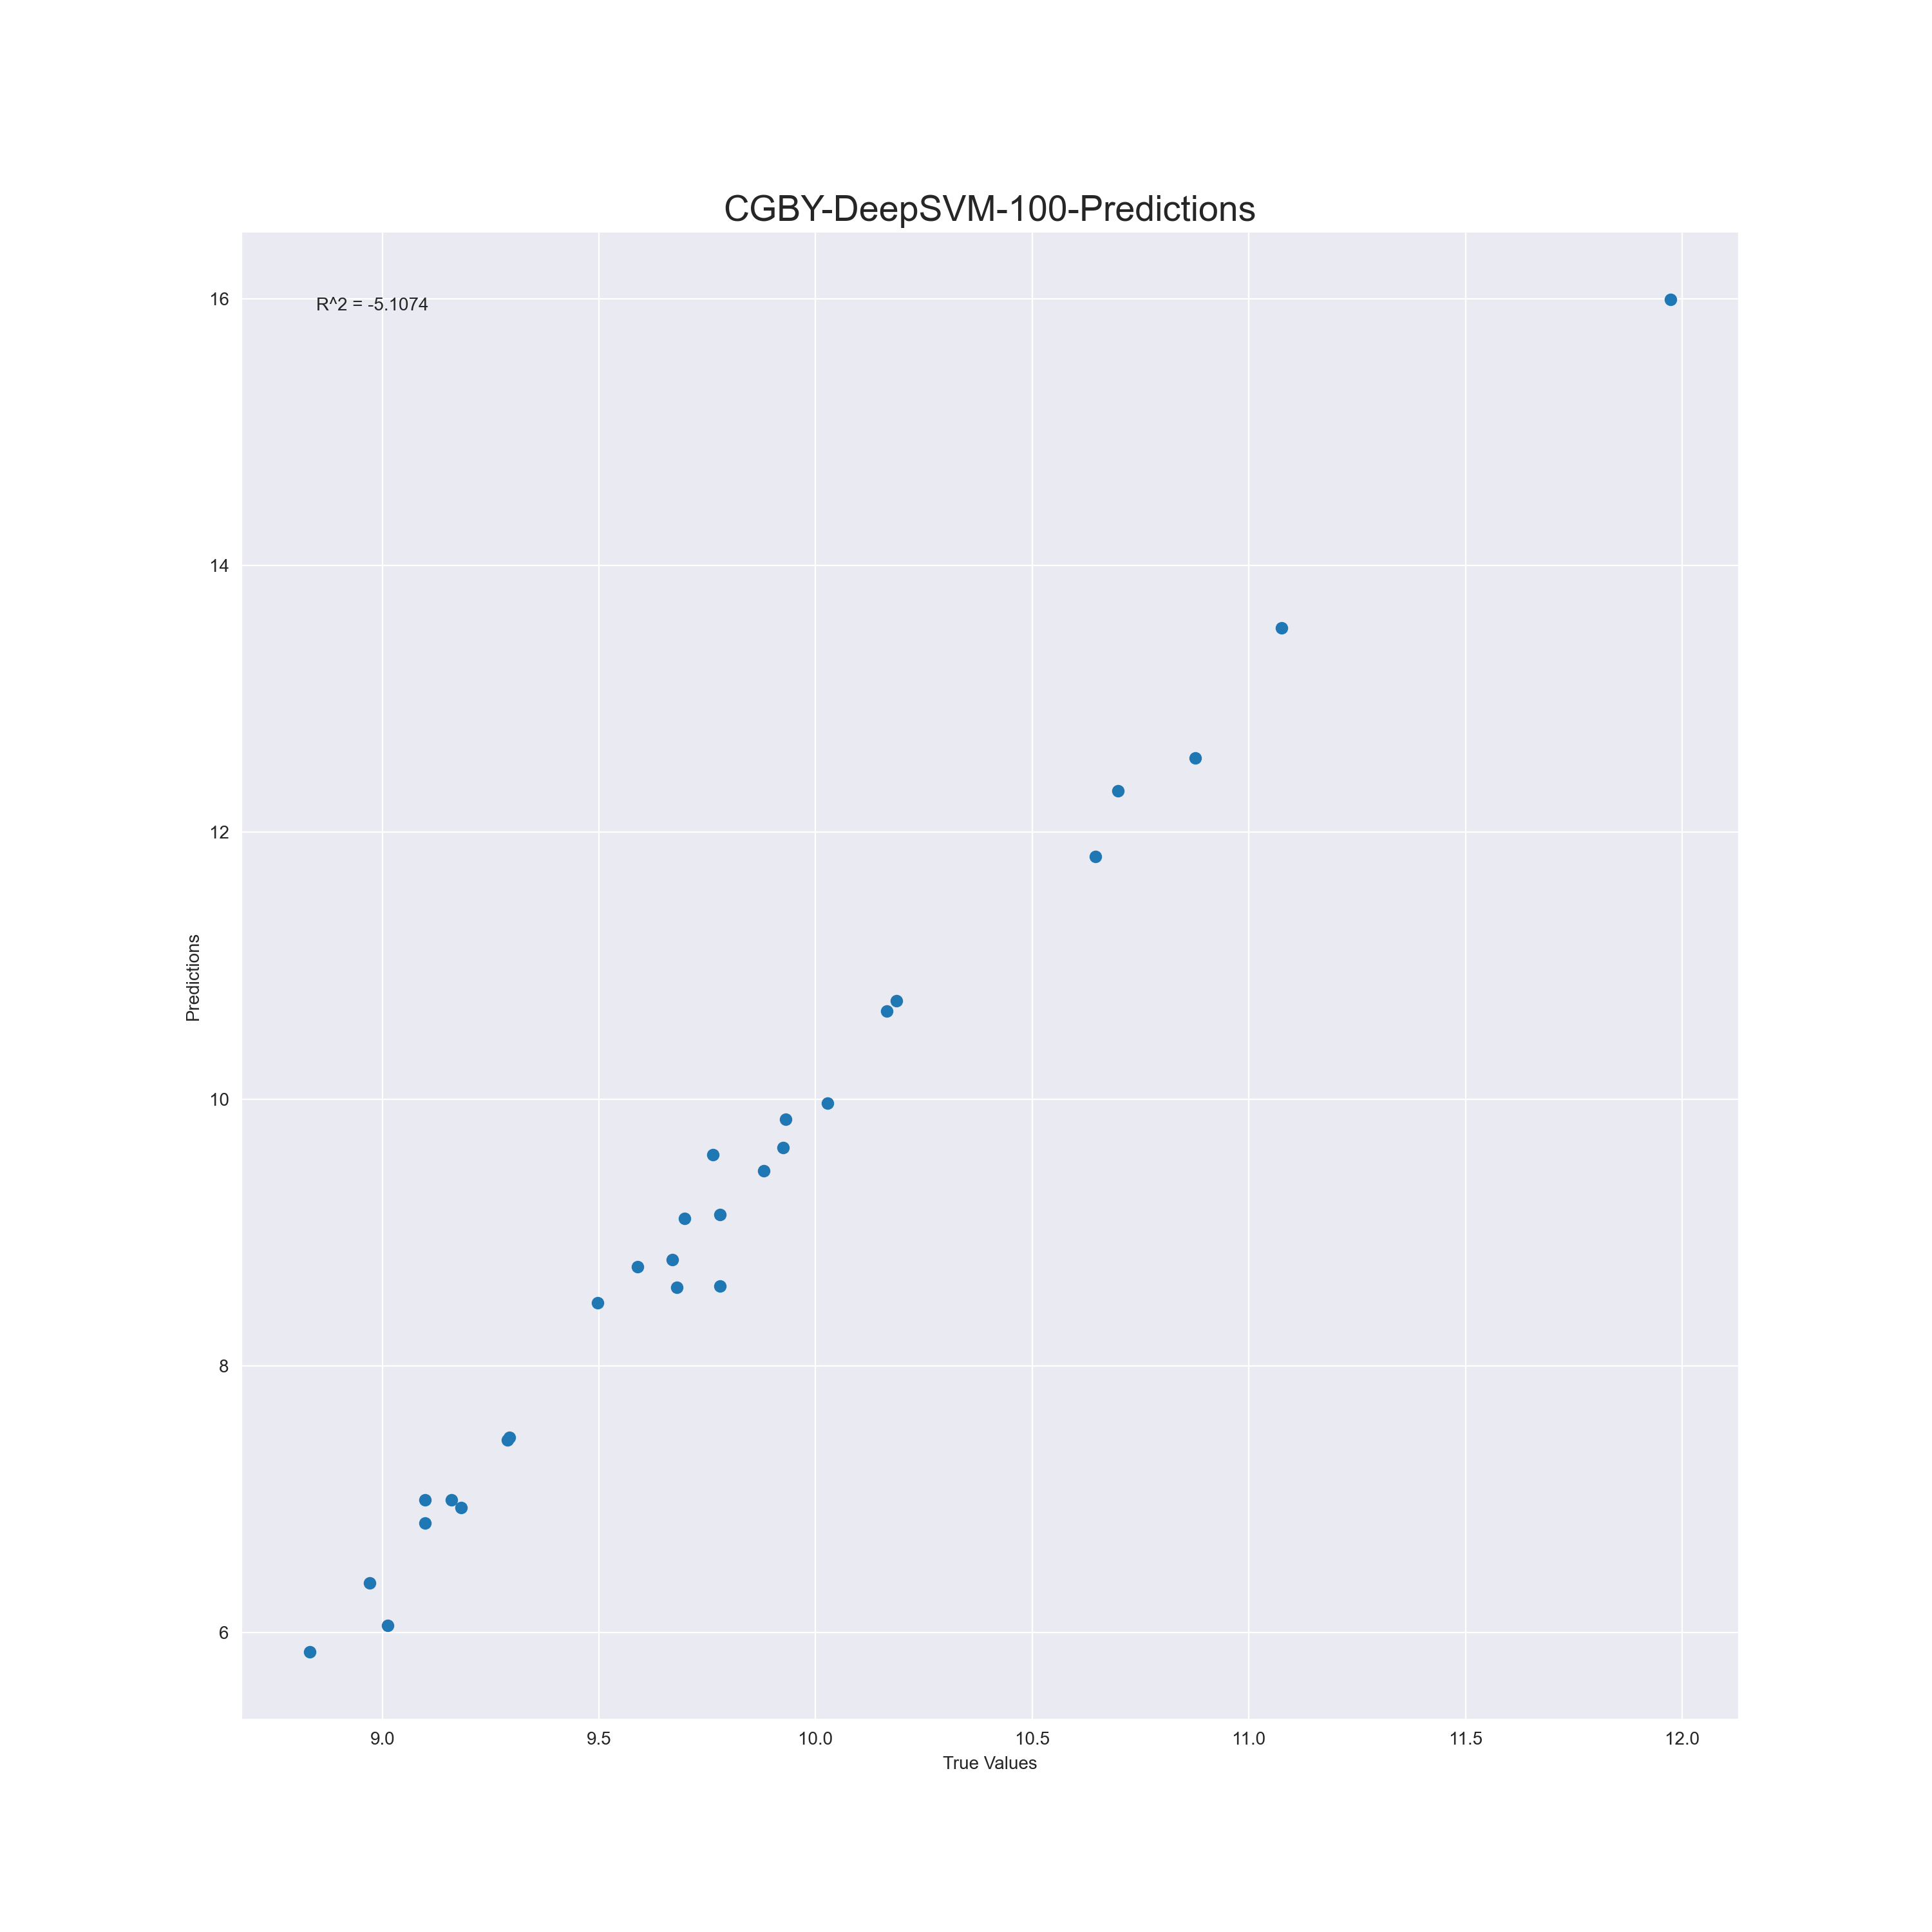 CGBY-DeepSVM-100-Predictions
R^2 = -5.1074
16
14
12
10
8
6
Predictions
9.0 9.5 10.0 10.5 11.0 11.5 12.0
True Values